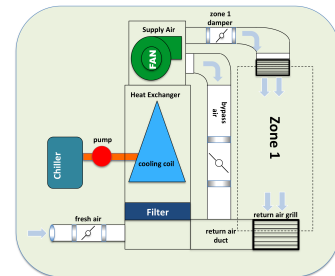 Supply Air
zone 1
damper
FAN
Heat Exchanger
bypass
air
Zone 1
pump
Chiller
cooling coil
Filter
fresh air
return air
duct
return air grill